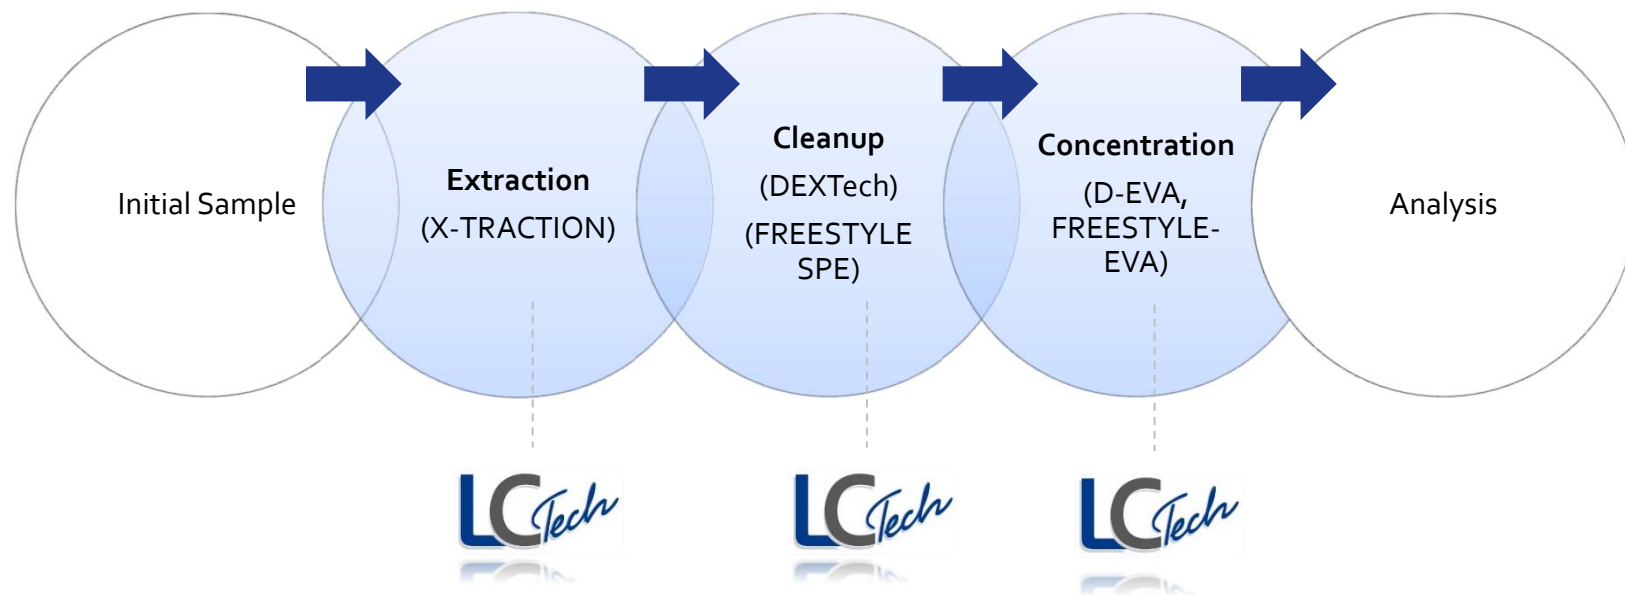 Initial Sample
Extraction
(X-TRACTION)
Cleanup
(DEXTech)
(FREESTYLE
SPE)
Concentration
(D-EVA,
FREESTYLE-
EVA)
Analysis
LCTech
LCTech
LCTech